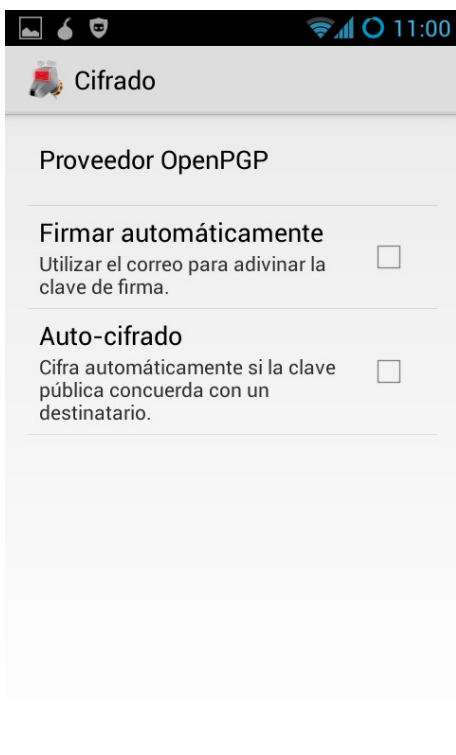 11:00
Cifrado
Proveedor OpenPGP
Firmar automáticamente
Utilizar el correo para adivinar la
clave de firma.
Auto-cifrado
Cifra automáticamente si la clave
pública concuerda con un
destinatario.